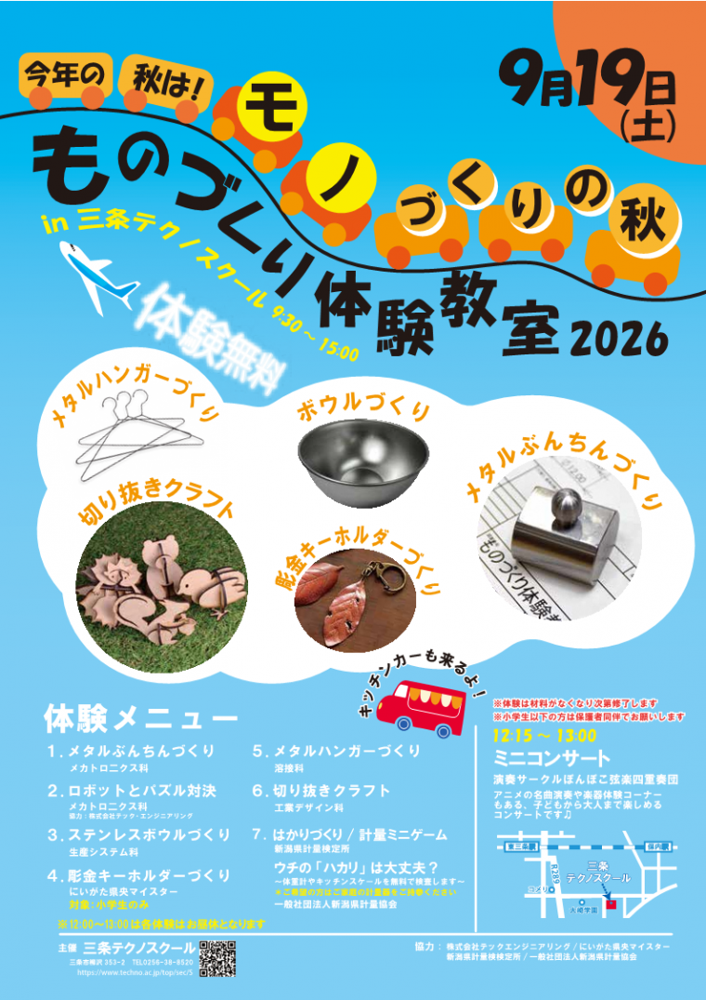 今年の
秋は!
モノづくりの秋
9月19日
(土)
ものづくり体験教室 2026
in 三条テクノスクール 9:30~15:00
体験無料
メタルハンガーづくり
ボウルづくり
メタルぶんちんづくり
切り抜きクラフト
彫金キーホルダーづくり
ものづくり体験教
キッチンカーも来るよ!
体験メニュー
1. メタルぶんちんづくり
メカトロニクス科
2. ロボットとパズル対決
メカトロニクス科
協力:株式会社テック・エンジニアリング
3. ステンレスボウルづくり
生産システム科
4. 彫金キーホルダーづくり
にいがた県央マイスター
対象:小学生のみ
5. メタルハンガーづくり
溶接科
6. 切り抜きクラフト
工業デザイン科
7. はかりづくり / 計量ミニゲーム
新潟県計量検定所
ウチの「ハカリ」は大丈夫?
~体重計やキッチンスケールを無料で検査します~
※ご希望の方はご家庭の計量器をご持参ください
一般社団法人新潟県計量協会
※12:00~13:00は各体験はお昼休となります
※体験は材料がなくなり次第修了します
※小学生以下の方は保護者同伴でお願いします
12:15 ~ 13:00
ミニコンサート
演奏サークルぽんぽこ弦楽四重奏団
アニメの名曲演奏や楽器体験コーナー
もある、子どもから大人まで楽しめる
コンサートです♫
東三条駅
保内駅
R289
三条
テクノスクール
コメリ
主催 三条テクノスクール
三条市柳沢 353-2 TEL0256-38-8520
https://www.techno.ac.jp/top/sec/5
協力: 株式会社テックエンジニアリング / にいがた県央マイスター
新潟県計量検検定所 / 一般社団法人新潟県計量協会